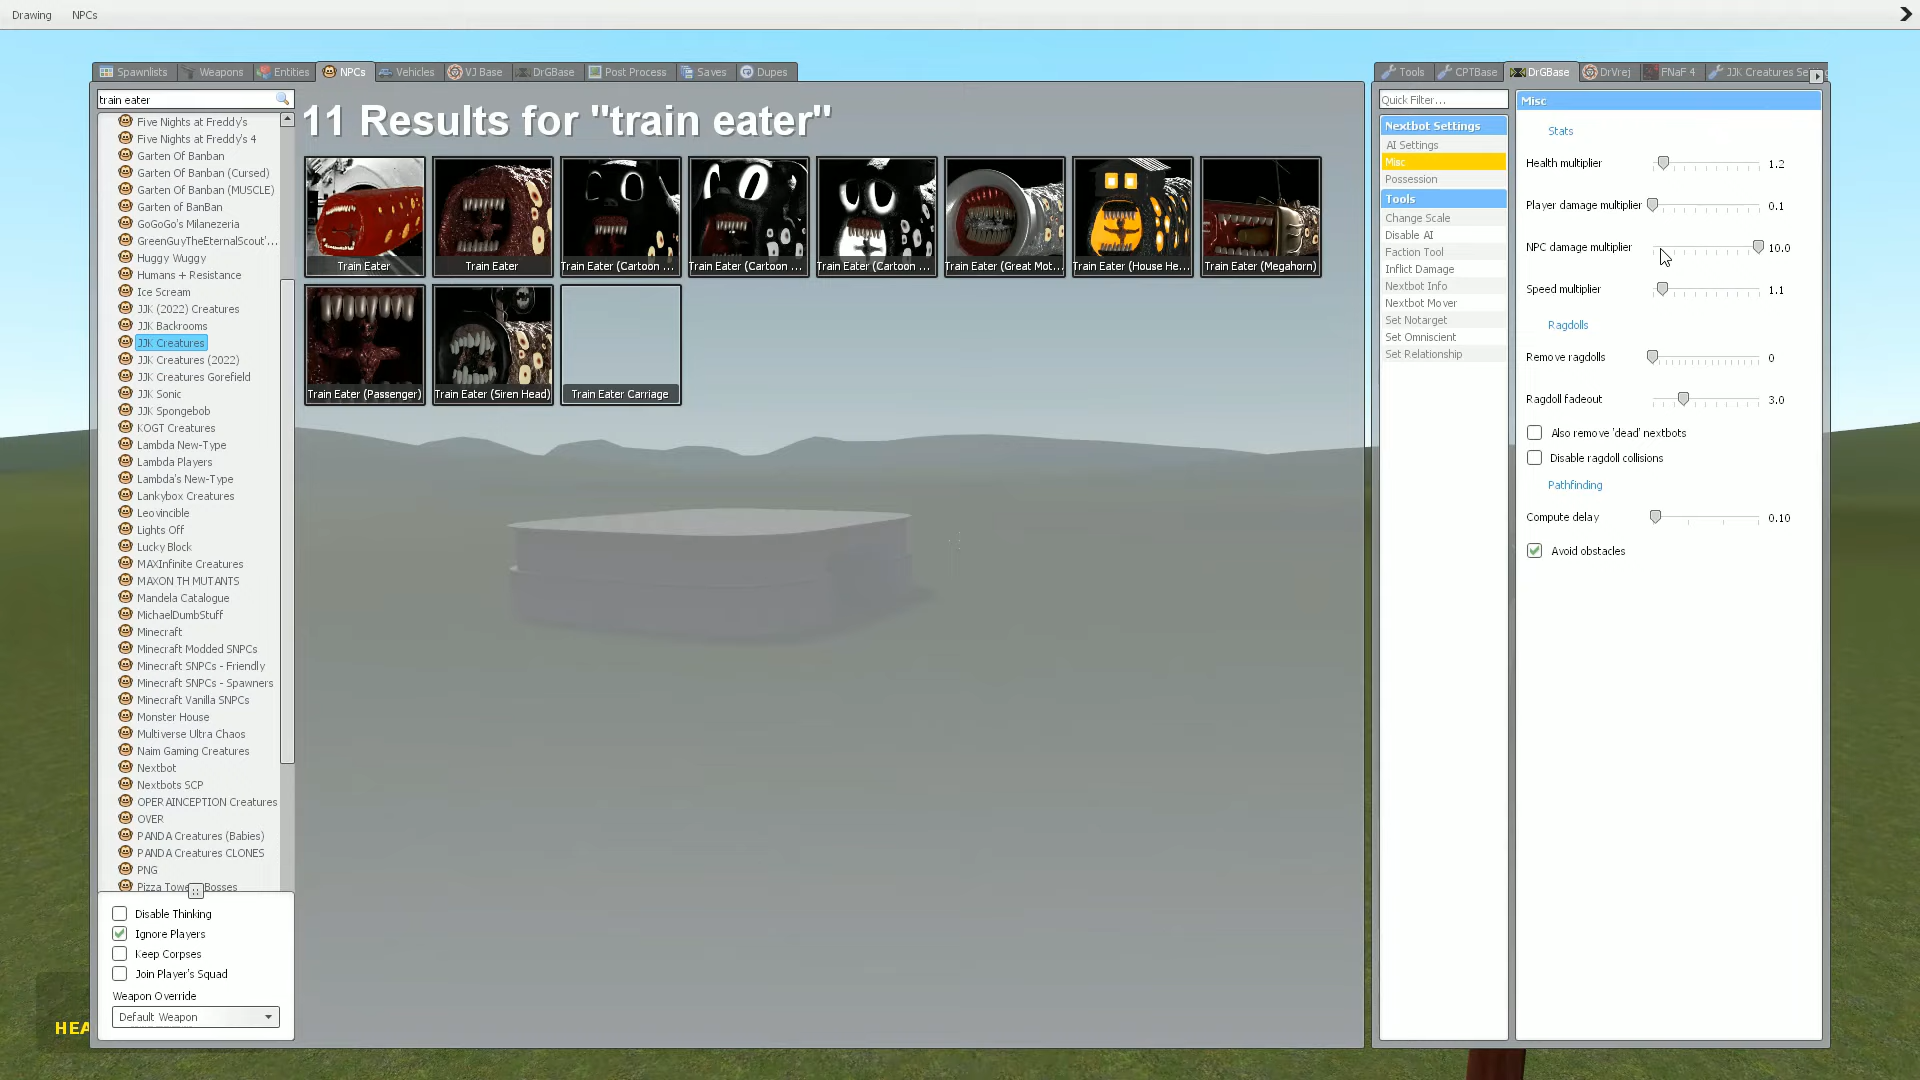 Drawing NPCs
Spawnlists Weapons Entities NPCs Vehicles VJ Base DrGBase Post Process Saves Dupes
train eater
Five Nights at Freddy's
Five Nights at Freddy's 4
Garten Of Banban
Garten Of Banban (Cursed)
Garten Of Banban (MUSCLE)
Garten of BanBan
GoGoGo's Milanezeria
GreenGuyTheEternalScout'...
Huggy Wuggy
Humans + Resistance
Ice Scream
JJK (2022) Creatures
JJK Backrooms
JJK Creatures
JJK Creatures (2022)
JJK Creatures Gorefield
JJK Sonic
JJK Spongebob
KOGT Creatures
Lambda New-Type
Lambda Players
Lambda's New-Type
Lankybox Creatures
Leovincible
Lights Off
Lucky Block
MAXInfinite Creatures
MAXON TH MUTANTS
Mandela Catalogue
MichaelDumbStuff
Minecraft
Minecraft Modded SNPCs
Minecraft SNPCs - Friendly
Minecraft SNPCs - Spawners
Minecraft Vanilla SNPCs
Monster House
Multiverse Ultra Chaos
Naim Gaming Creatures
Nextbot
Nextbots SCP
OPERAINCEPTION Creatures
OVER
PANDA Creatures (Babies)
PANDA Creatures CLONES
PNG
Pizza Tower Bosses
Disable Thinking
Ignore Players
Keep Corpses
Join Player's Squad
Weapon Override
Default Weapon
HEA
11 Results for "train eater"
Train Eater Train Eater Train Eater (Cartoon ... Train Eater (Cartoon ... Train Eater (Cartoon ... Train Eater (Great Mot... Train Eater (House He... Train Eater (Megahorn)
Train Eater (Passenger) Train Eater (Siren Head) Train Eater Carriage
Tools CPTBase DrGBase DrVrej FNaF 4 JJK Creatures
Quick Filter...
Nextbot Settings
AI Settings
Misc
Possession
Tools
Change Scale
Disable AI
Faction Tool
Inflict Damage
Nextbot Info
Nextbot Mover
Set Notarget
Set Omniscient
Set Relationship
Misc
Stats
Health multiplier 1.2
Player damage multiplier 0.1
NPC damage multiplier 10.0
Speed multiplier 1.1
Ragdolls
Remove ragdolls 0
Ragdoll fadeout 3.0
Also remove 'dead' nextbots
Disable ragdoll collisions
Pathfinding
Compute delay 0.10
Avoid obstacles